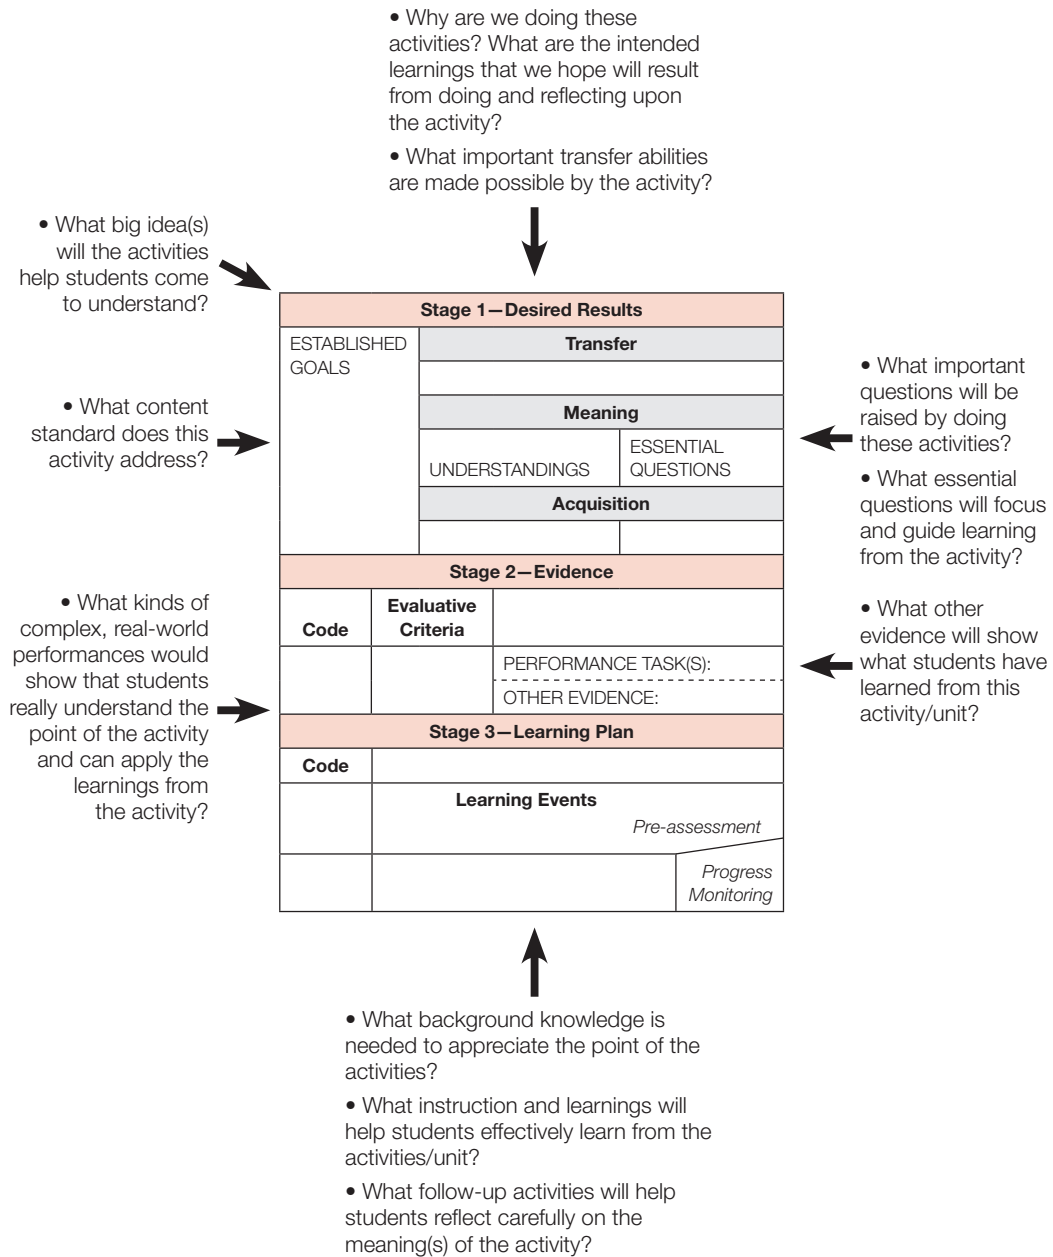 • Why are we doing these
activities? What are the intended
learnings that we hope will result
from doing and reflecting upon
the activity?
• What important transfer abilities
are made possible by the activity?
• What big idea(s)
will the activities
help students come
to understand?
• What content
standard does this
activity address?
• What kinds of
complex, real-world
performances would
show that students
really understand the
point of the activity
and can apply the
learnings from
the activity?
Stage 1—Desired Results
ESTABLISHED
GOALS
Transfer
Meaning
UNDERSTANDINGS
ESSENTIAL
QUESTIONS
Acquisition
Stage 2—Evidence
Code
Evaluative
Criteria
PERFORMANCE TASK(S):
OTHER EVIDENCE:
Stage 3—Learning Plan
Code
Learning Events
Pre-assessment
Progress
Monitoring
• What important
questions will be
raised by doing
these activities?
• What essential
questions will focus
and guide learning
from the activity?
• What other
evidence will show
what students have
learned from this
activity/unit?
• What background knowledge is
needed to appreciate the point of the
activities?
• What instruction and learnings will
help students effectively learn from the
activities/unit?
• What follow-up activities will help
students reflect carefully on the
meaning(s) of the activity?